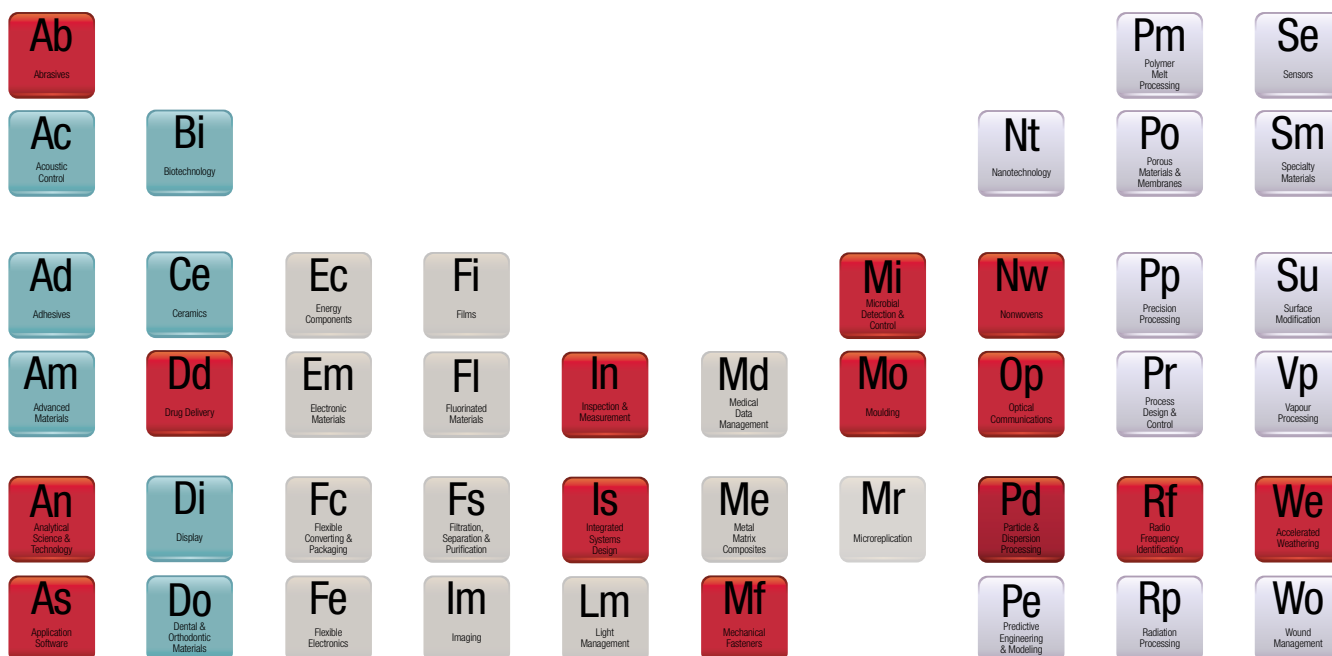 Ab
Abrasives
Pm
Polymer
Melt
Processing
Se
Sensors
Ac
Acoustic
Control
Bi
Biotechnology
Nt
Nanotechnology
Po
Porous
Materials &
Membranes
Sm
Specialty
Materials
Ad
Adhesives
Ce
Ceramics
Ec
Energy
Components
Fi
Films
Mi
Microbial
Detection &
Control
Nw
Nonwovens
Pp
Precision
Processing
Su
Surface
Modification
Am
Advanced
Materials
Dd
Drug Delivery
Em
Electronic
Materials
Fl
Fluorinated
Materials
In
Inspection &
Measurement
Md
Medical
Data
Management
Mo
Moulding
Op
Optical
Communications
Pr
Process
Design &
Control
Vp
Vapour
Processing
An
Analytical
Science &
Technology
Di
Display
Fc
Flexible
Converting &
Packaging
Fs
Filtration,
Separation &
Purification
Is
Integrated
Systems
Design
Me
Metal
Matrix
Composites
Mr
Microreplication
Pd
Particle &
Dispersion
Processing
Rf
Radio
Frequency
Identification
We
Accelerated
Weathering
As
Application
Software
Do
Dental &
Orthodontic
Materials
Fe
Flexible
Electronics
Im
Imaging
Lm
Light
Management
Mf
Mechanical
Fasteners
Pe
Predictive
Engineering
& Modeling
Rp
Radiation
Processing
Wo
Wound
Management